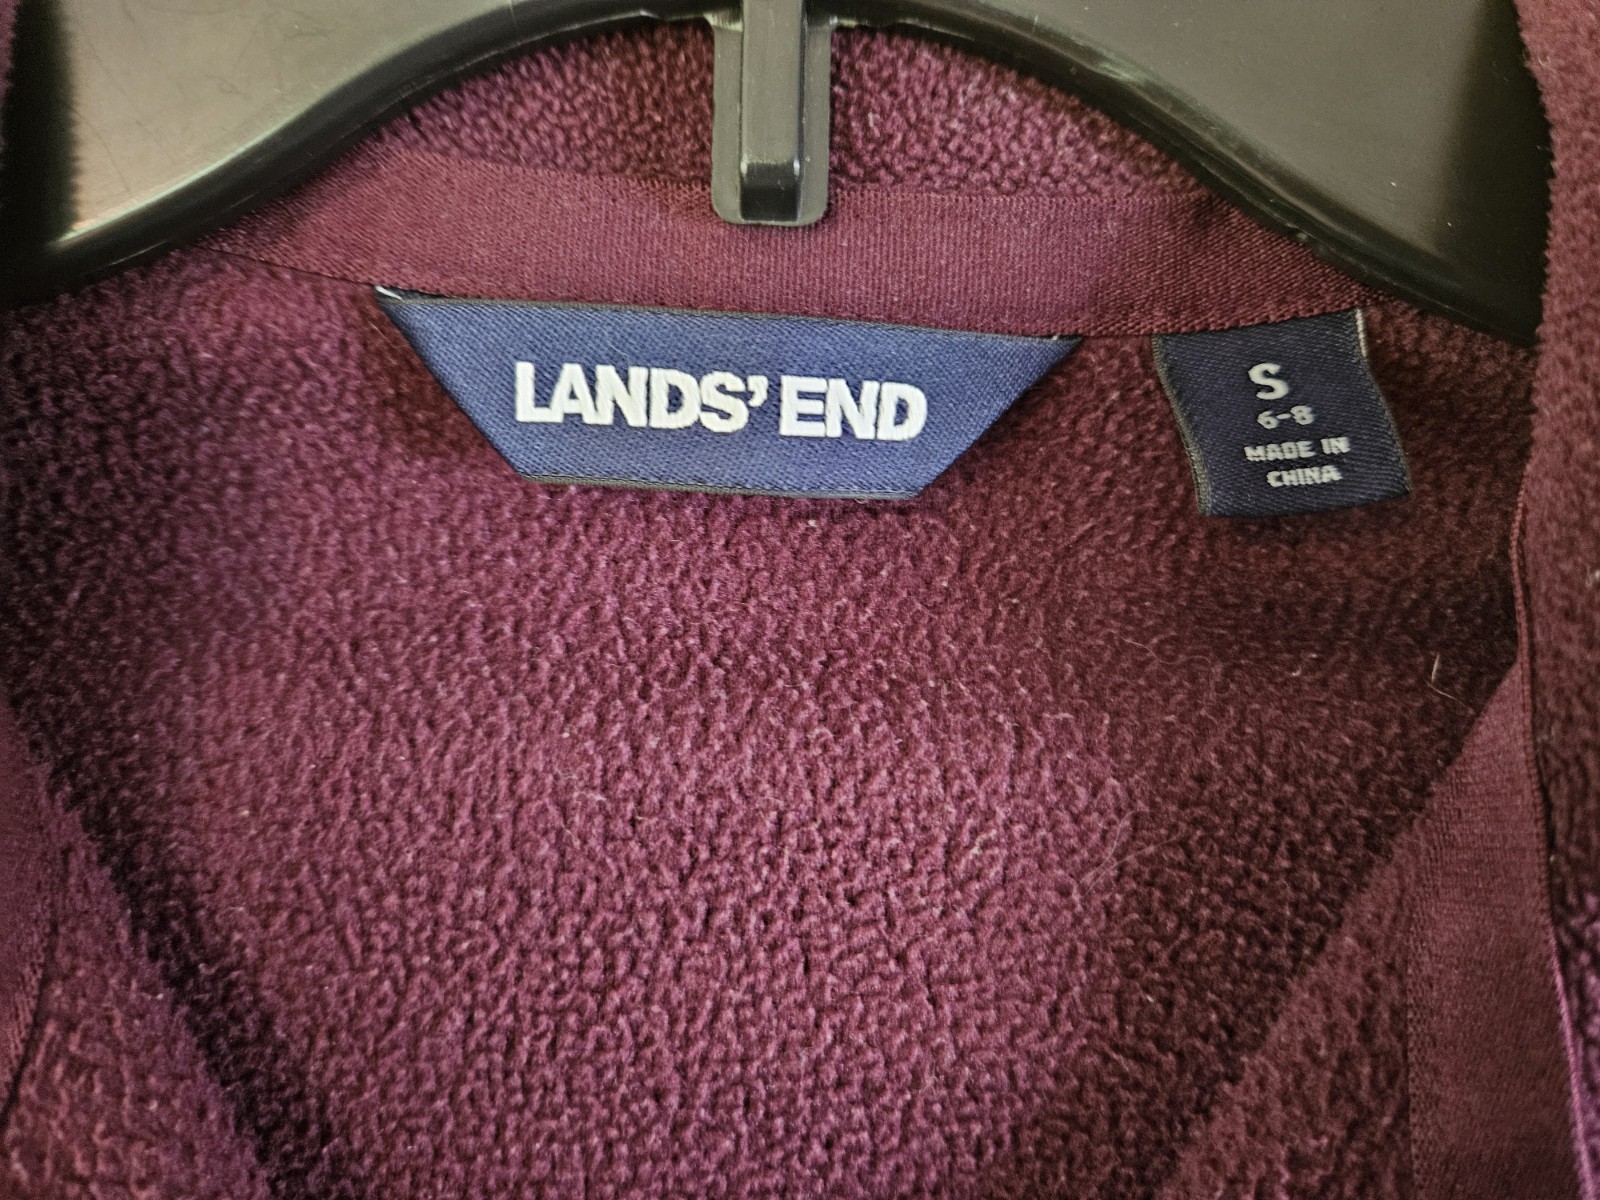 LANDS' END
S
6-8
MADE IN
CHINA